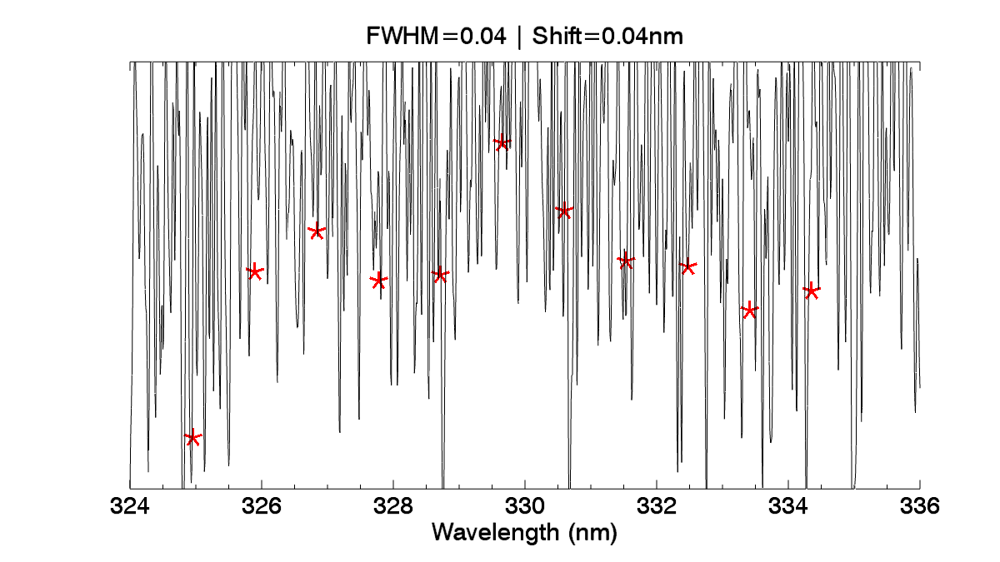 FWHM=0.04 | Shift=0.04nm
324 326 328 330 332 334 336
Wavelength (nm)